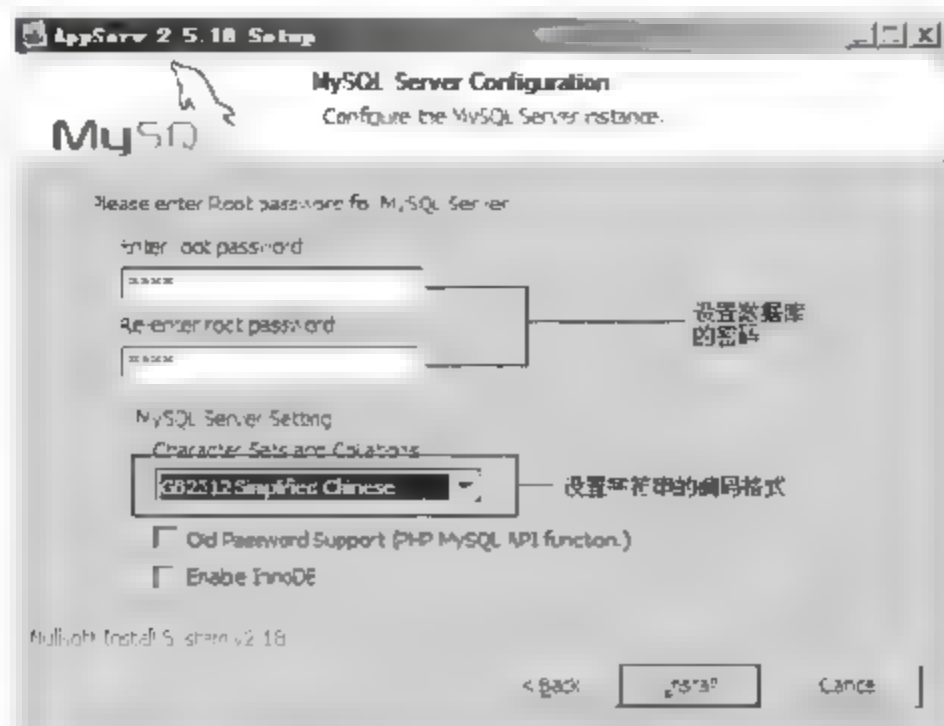 AppServ 2 5.10 Setup
MySQL Server Configuration
Configure the MySQL Server instance.
MySQ
Please enter Root password for MySQL Server
Enter root password
****
设置数据库
的密码
Re-enter root password
****
MySQL Server Setting
Character Sets and Collations
GB2312 Simplified Chinese
设置字符串的编码格式
Old Password Support (PHP MySQL API function.)
Enable InnoDB
Nullsoft Install System v2.18
< Back
Install
Cancel